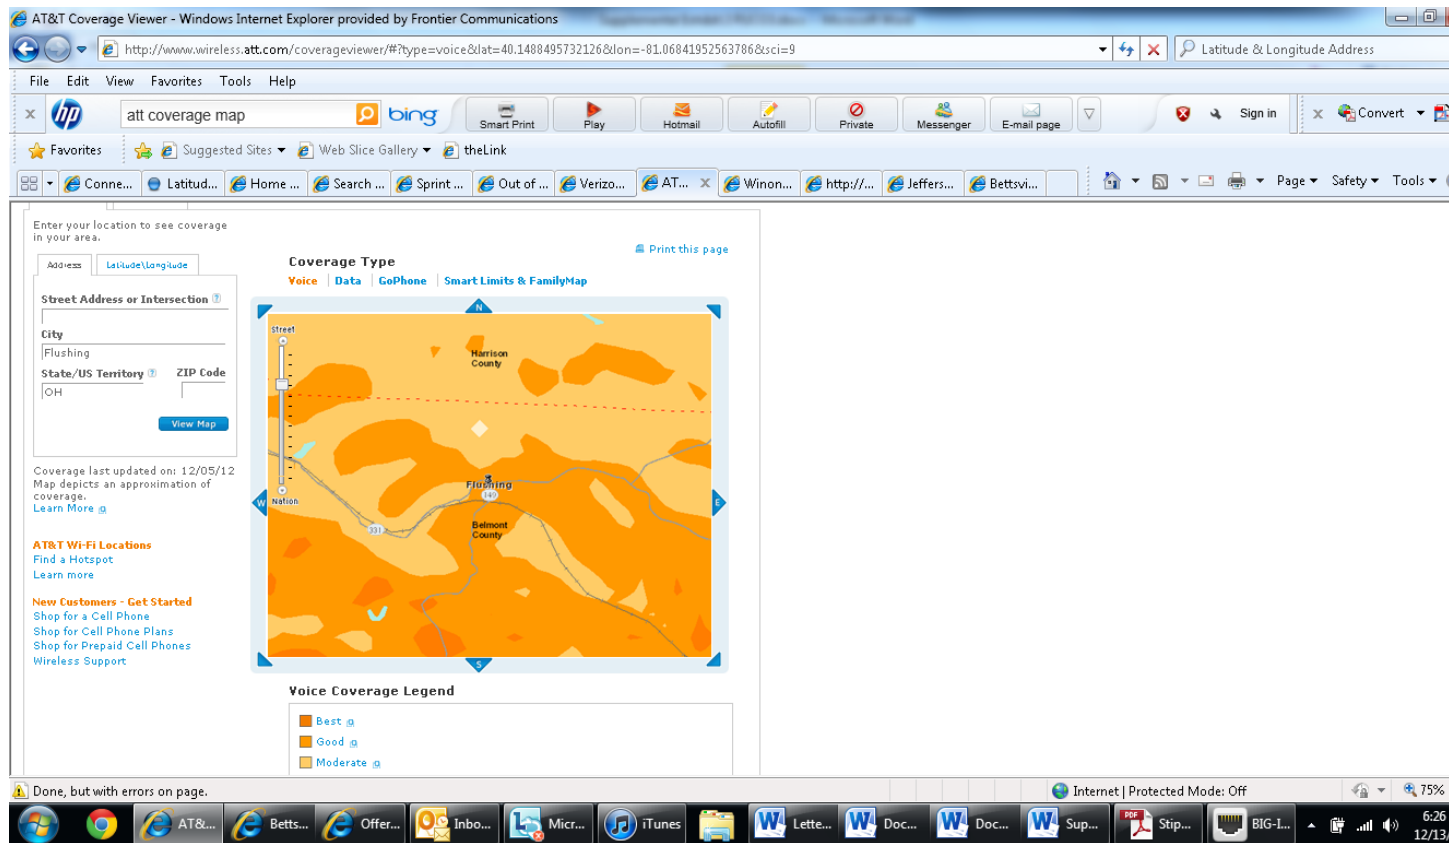 AT&T Coverage Viewer - Windows Internet Explorer provided by Frontier Communications
http://www.wireless.att.com/coverageviewer/#?type=voice&lat=40.1488495732126&lon=-81.06841952563786&sci=9
Latitude & Longitude Address
File Edit View Favorites Tools Help
x hp att coverage map bing Smart Print Play Hotmail Autofill Private Messenger E-mail page Sign in x Convert
Favorites Suggested Sites Web Slice Gallery theLink
Conne... Latitud... Home ... Search ... Sprint ... Out of ... Verizo... AT... x Winon... http://... Jeffers... Bettsvi... Page Safety Tools
Enter your location to see coverage
in your area.
Print this page
Address Latitude\Longitude
Coverage Type
Voice Data GoPhone Smart Limits & FamilyMap
Street Address or Intersection ?
City
Flushing
State/US Territory ? ZIP Code
OH
View Map
Coverage last updated on: 12/05/12
Map depicts an approximation of
coverage.
Learn More
AT&T Wi-Fi Locations
Find a Hotspot
Learn more
New Customers - Get Started
Shop for a Cell Phone
Shop for Cell Phone Plans
Shop for Prepaid Cell Phones
Wireless Support
N
Street
Harrison
County
Flushing
149
W Nation E
331
Belmont
County
S
Voice Coverage Legend
Best
Good
Moderate
Done, but with errors on page.
Internet | Protected Mode: Off
75%
AT&... Betts... Offer... Inbo... Micr... iTunes Lette... Doc... Doc... Sup... Stip... BIG-I...
6:26
12/13/